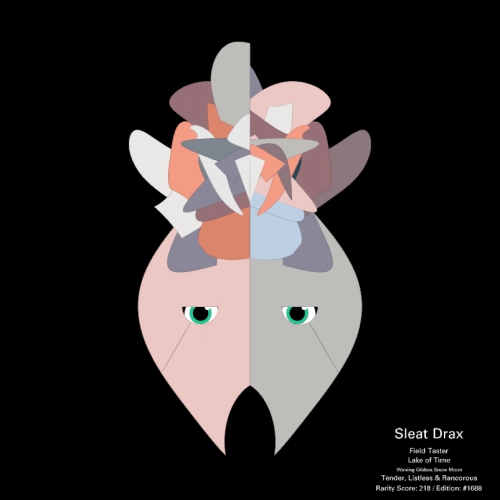 Sleat Drax
Field Taster
Lake of Time
Waning Gibbous Snow Moon
Tender, Listless & Rancorous
Rarity Score: 218 / Edition: #1688